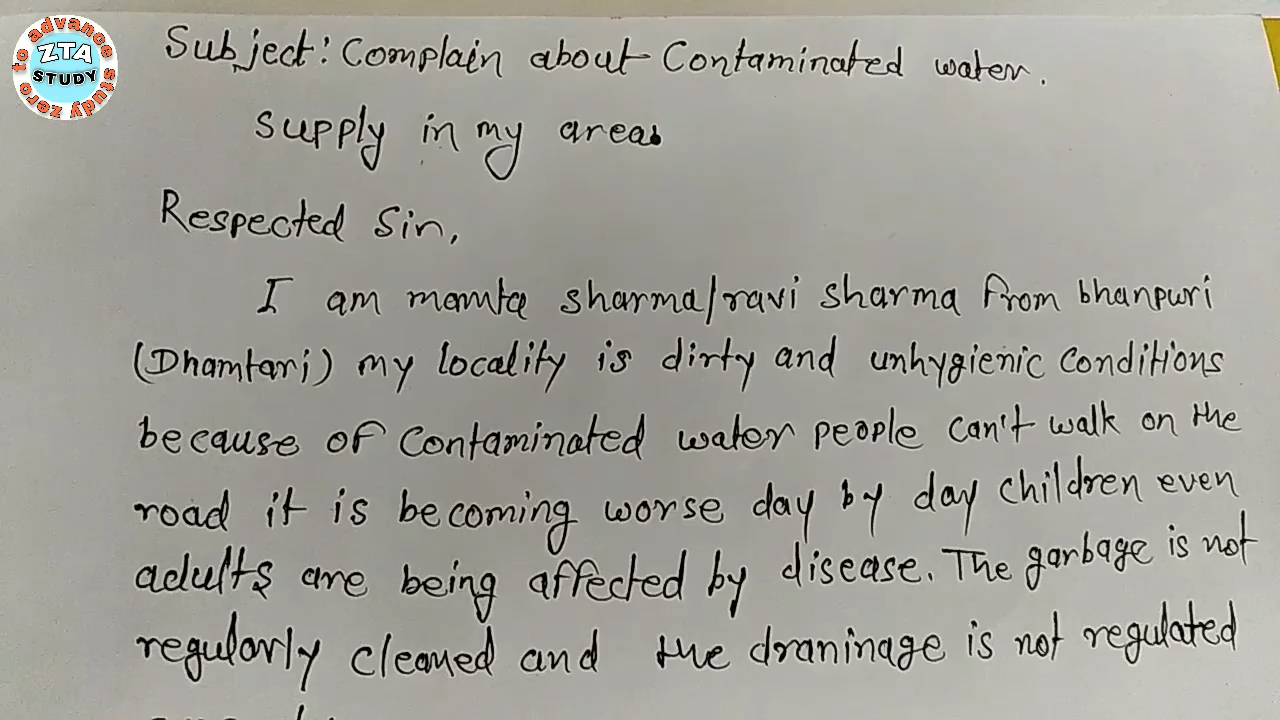 zero to advance study
ZTA
STUDY
Subject: Complain about Contaminated water.
supply in my area.
Respected Sir,
I am mamta sharma/ravi sharma from bhanpuri
(Dhamtari) my locality is dirty and unhygienic conditions
because of contaminated water people can't walk on the
road it is becoming worse day by day children even
adults are being affected by disease. The garbage is not
regularly cleaned and the draninage is not regulated